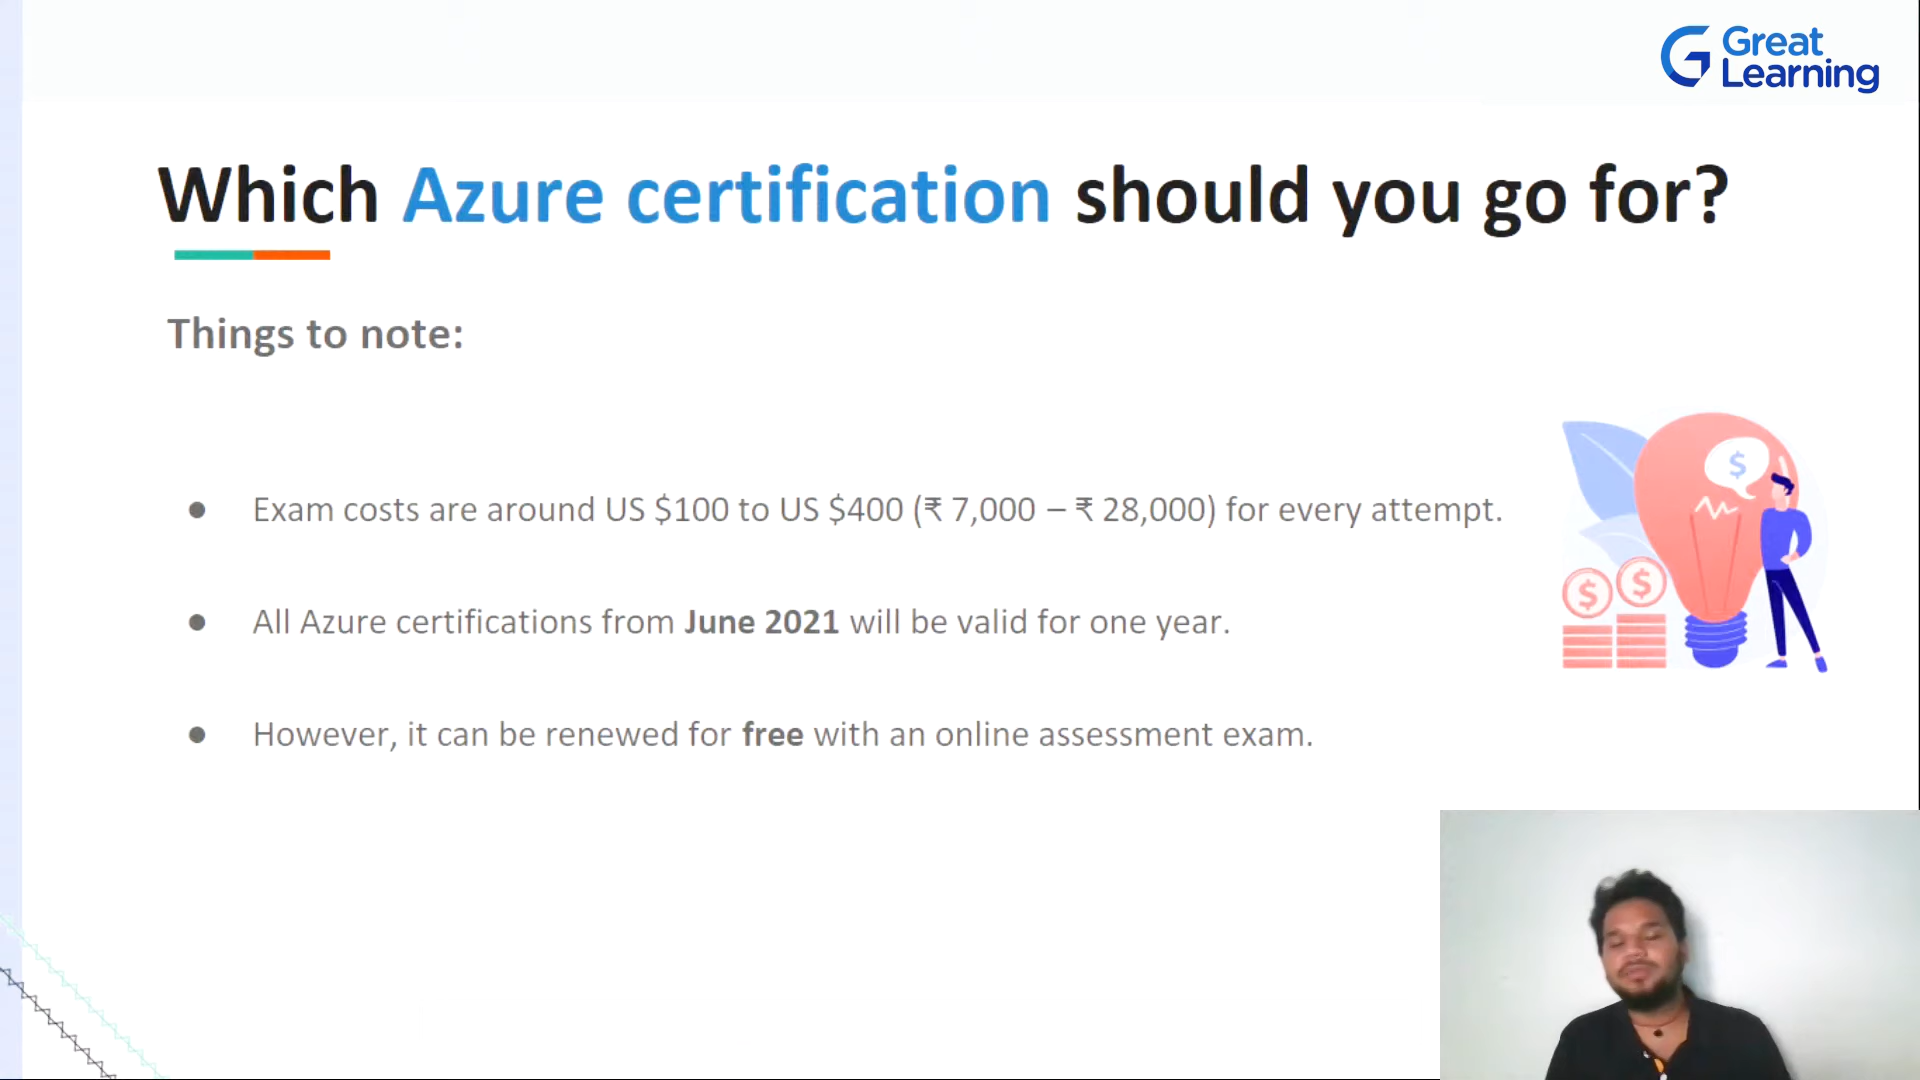 Great
Learning
Which Azure certification should you go for?
Things to note:
● Exam costs are around US $100 to US $400 (₹ 7,000 – ₹ 28,000) for every attempt.
● All Azure certifications from June 2021 will be valid for one year.
● However, it can be renewed for free with an online assessment exam.
$
$
$